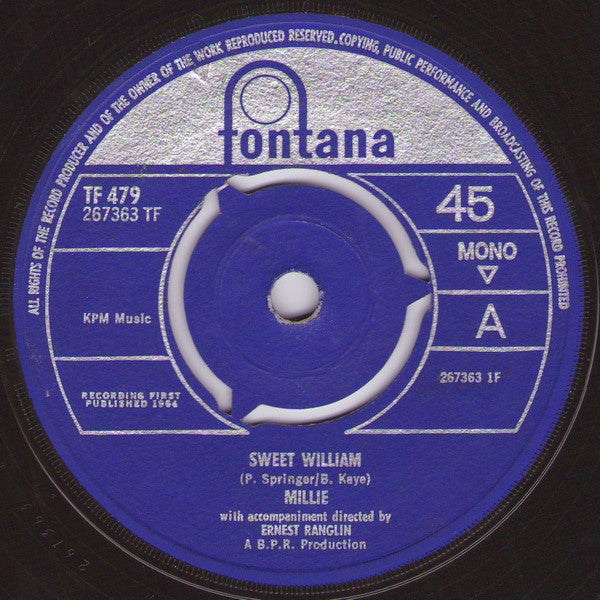 ALL RIGHTS OF THE RECORD PRODUCER AND OF THE OWNER OF THE WORK REPRODUCED RESERVED. COPYING, PUBLIC PERFORMANCE AND BROADCASTING OF THIS RECORD PROHIBITED
fontana
TF 479
267363 TF
45
MONO
A
KPM Music
267363 1F
RECORDING FIRST
PUBLISHED 1964
SWEET WILLIAM
(P. Springer/B. Kaye)
MILLIE
with accompaniment directed by
ERNEST RANGLIN
A B.P.R. Production